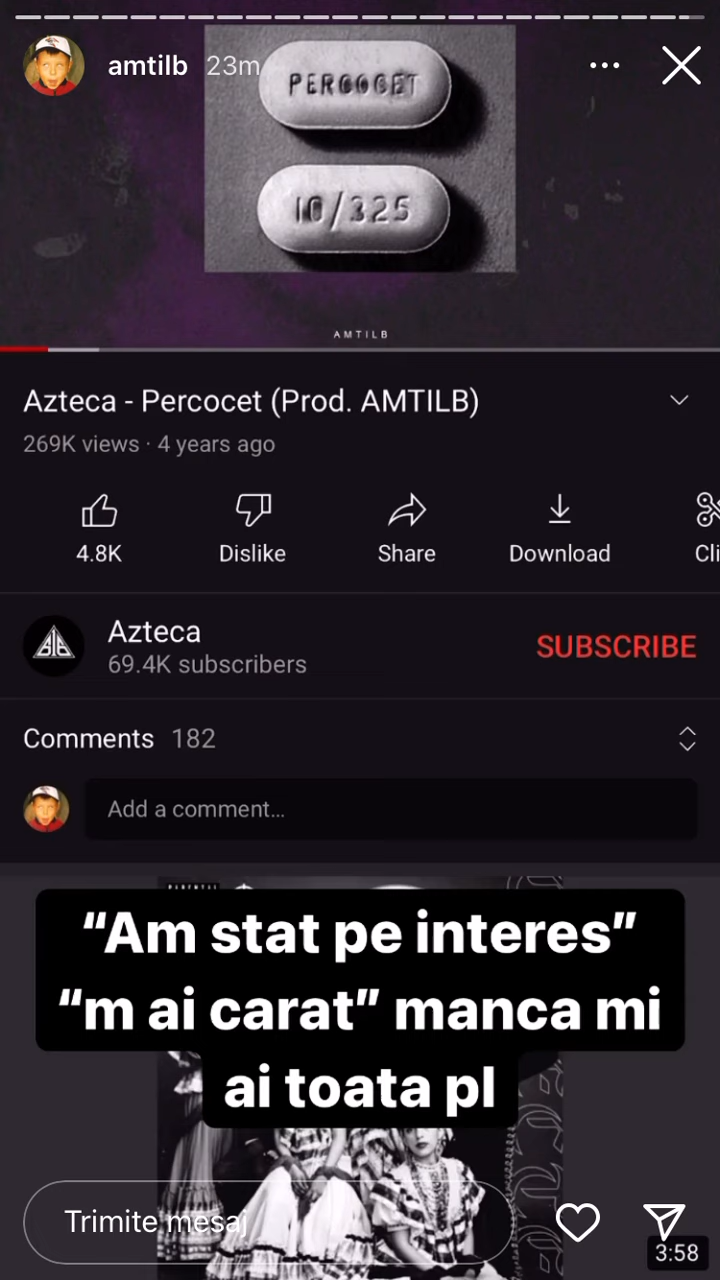 amtilb 23m
PERCOCET
10/325
AMTILB
Azteca - Percocet (Prod. AMTILB)
269K views · 4 years ago
4.8K Dislike Share Download Cli
Azteca
69.4K subscribers
SUBSCRIBE
Comments 182
Add a comment...
“Am stat pe interes”
“m ai carat” manca mi
ai toata pl
Trimite mesaj
3:58